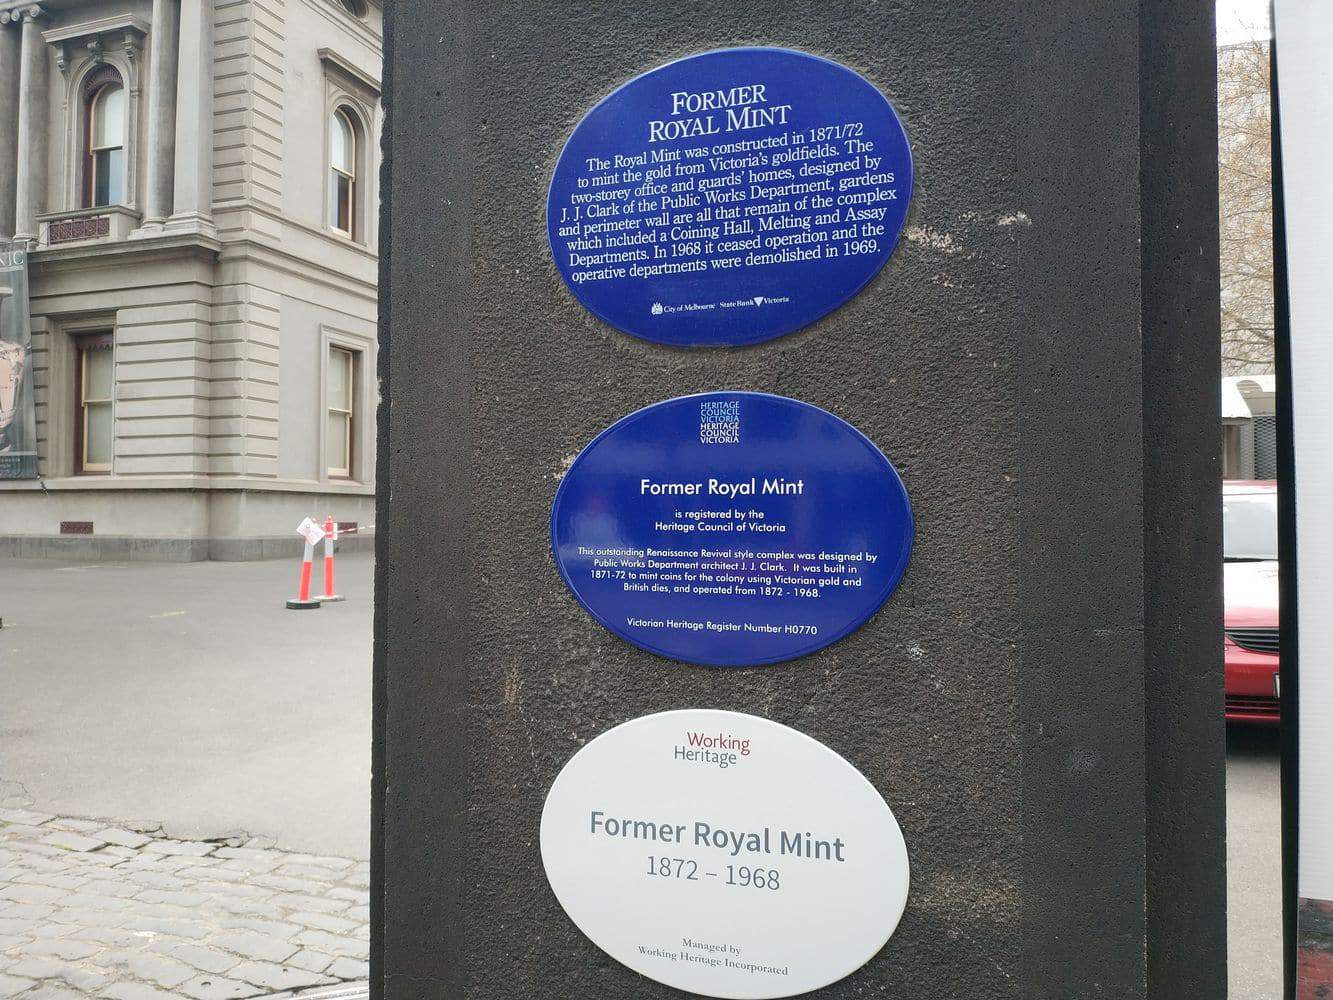 FORMER
ROYAL MINT
The Royal Mint was constructed in 1871/72
to mint the gold from Victoria's goldfields. The
two-storey office and guards' homes, designed by
J. J. Clark of the Public Works Department, gardens
and perimeter wall are all that remain of the complex
which included a Coining Hall, Melting and Assay
Departments. In 1968 it ceased operation and the
operative departments were demolished in 1969.
City of Melbourne State Bank Victoria
HERITAGE
COUNCIL
VICTORIA
HERITAGE
COUNCIL
VICTORIA
Former Royal Mint
is registered by the
Heritage Council of Victoria
This outstanding Renaissance Revival style complex was designed by
Public Works Department architect J. J. Clark. It was built in
1871-72 to mint coins for the colony using Victorian gold and
British dies, and operated from 1872 - 1968.
Victorian Heritage Register Number H0770
Working
Heritage
Former Royal Mint
1872 – 1968
Managed by
Working Heritage Incorporated